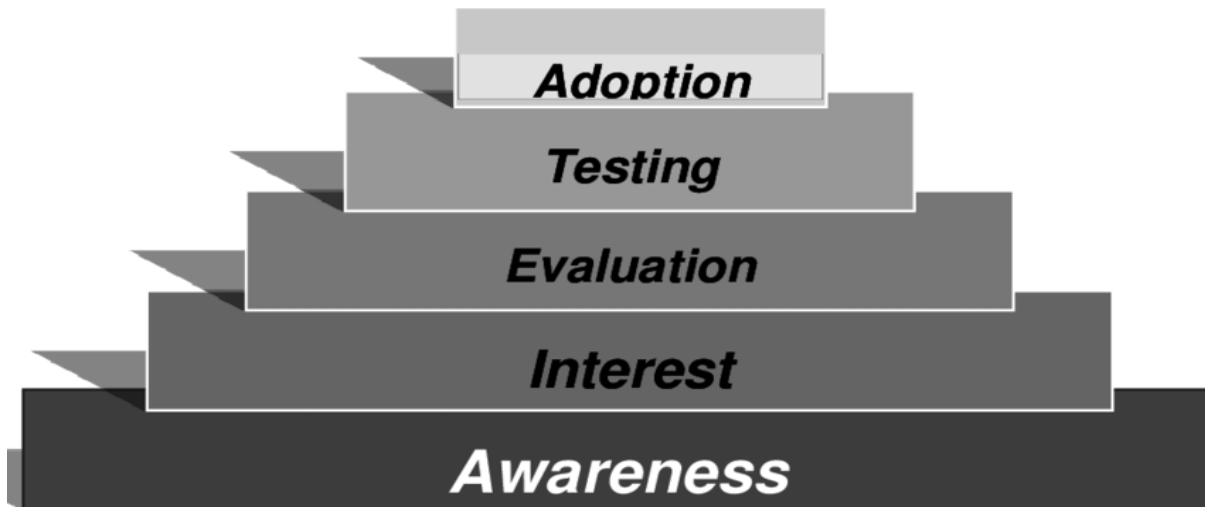 Adoption
Testing
Evaluation
Interest
Awareness